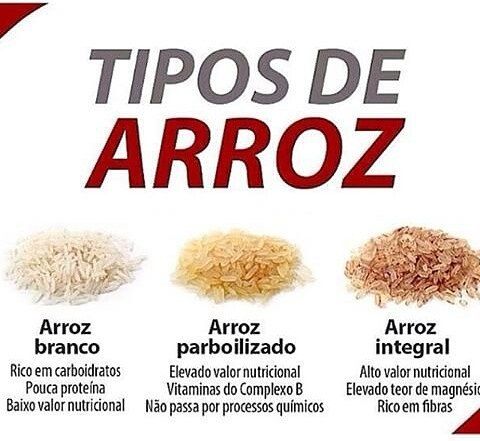 TIPOS DE
ARROZ
Arroz
branco
Rico em carboidratos
Pouca proteína
Baixo valor nutricional
Arroz
parboilizado
Elevado valor nutricional
Vitaminas do Complexo B
Não passa por processos químicos
Arroz
integral
Alto valor nutricional
Elevado teor de magnésio
Rico em fibras